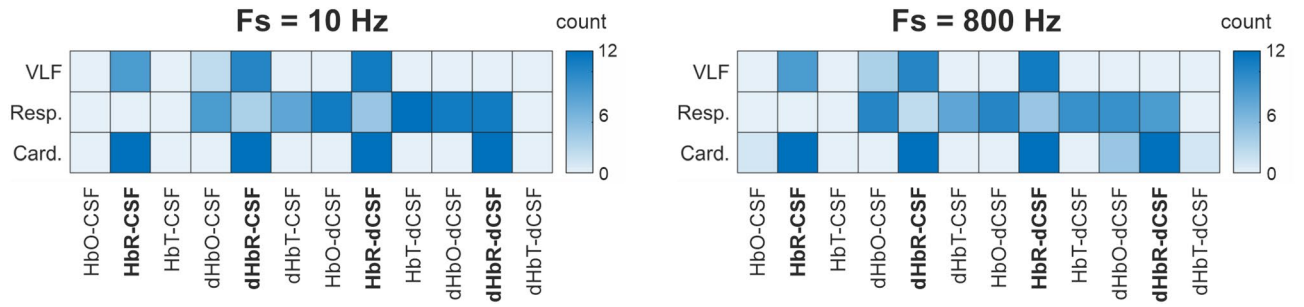 Fs = 10 Hz
count
12
6
0
VLF
Resp.
Card.
HbO-CSF
HbR-CSF
HbT-CSF
dHbO-CSF
dHbR-CSF
dHbT-CSF
HbO-dCSF
HbR-dCSF
HbT-dCSF
dHbO-dCSF
dHbR-dCSF
dHbT-dCSF
Fs = 800 Hz
count
12
6
0
VLF
Resp.
Card.
HbO-CSF
HbR-CSF
HbT-CSF
dHbO-CSF
dHbR-CSF
dHbT-CSF
HbO-dCSF
HbR-dCSF
HbT-dCSF
dHbO-dCSF
dHbR-dCSF
dHbT-dCSF